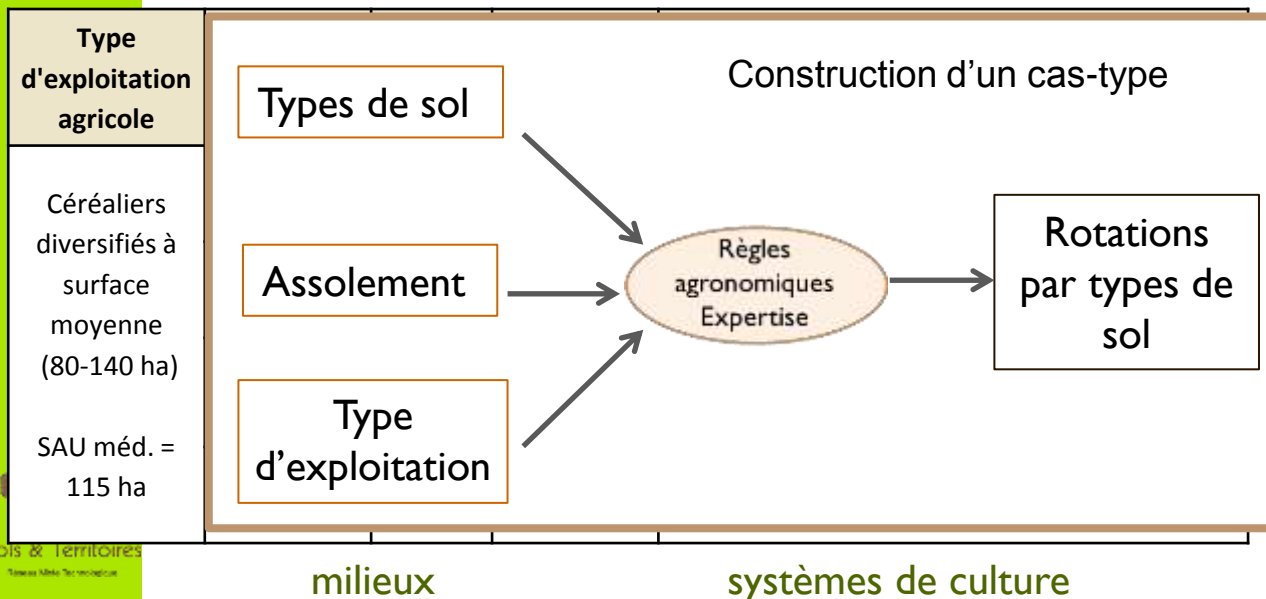 Type
d'exploitation
agricole
Céréaliers
diversifiés à
surface
moyenne
(80-140 ha)
SAU méd. =
115 ha
Construction d'un cas-type
Types de sol
Assolement
Type
d'exploitation
Règles
agronomiques
Expertise
Rotations
par types de
sol
& Territoires
milieux
systèmes de culture